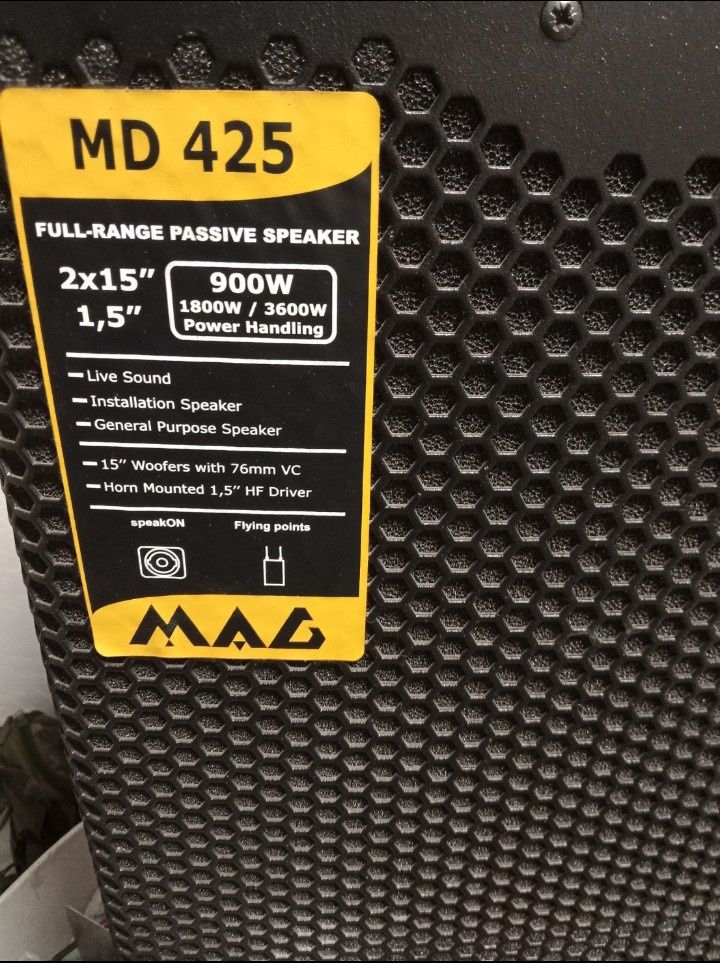 MD 425
FULL-RANGE PASSIVE SPEAKER
2x15" 900W
1,5" 1800W / 3600W
Power Handling
Live Sound
Installation Speaker
General Purpose Speaker
15" Woofers with 76mm VC
Horn Mounted 1,5" HF Driver
speakON Flying points
MAG